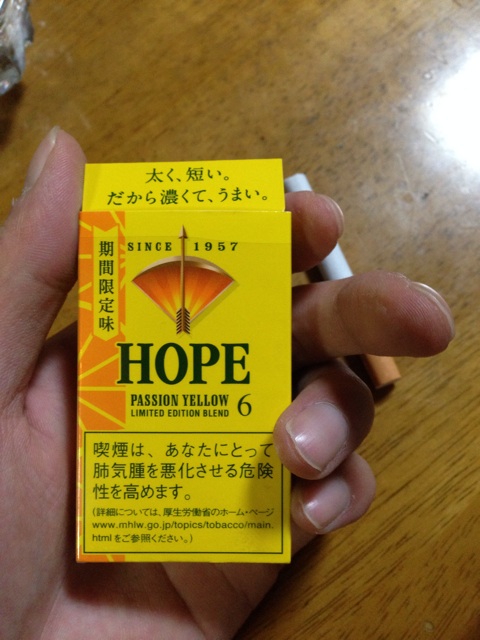 太く、短い。
だから濃くて、うまい。
期間限定味
SINCE 1957
HOPE
PASSION YELLOW
LIMITED EDITION BLEND 6
喫煙は、あなたにとって
肺気腫を悪化させる危険
性を高めます。
(詳細については、厚生労働省のホーム・ページ
www.mhlw.go.jp/topics/tobacco/main.
htmlをご参照ください。)